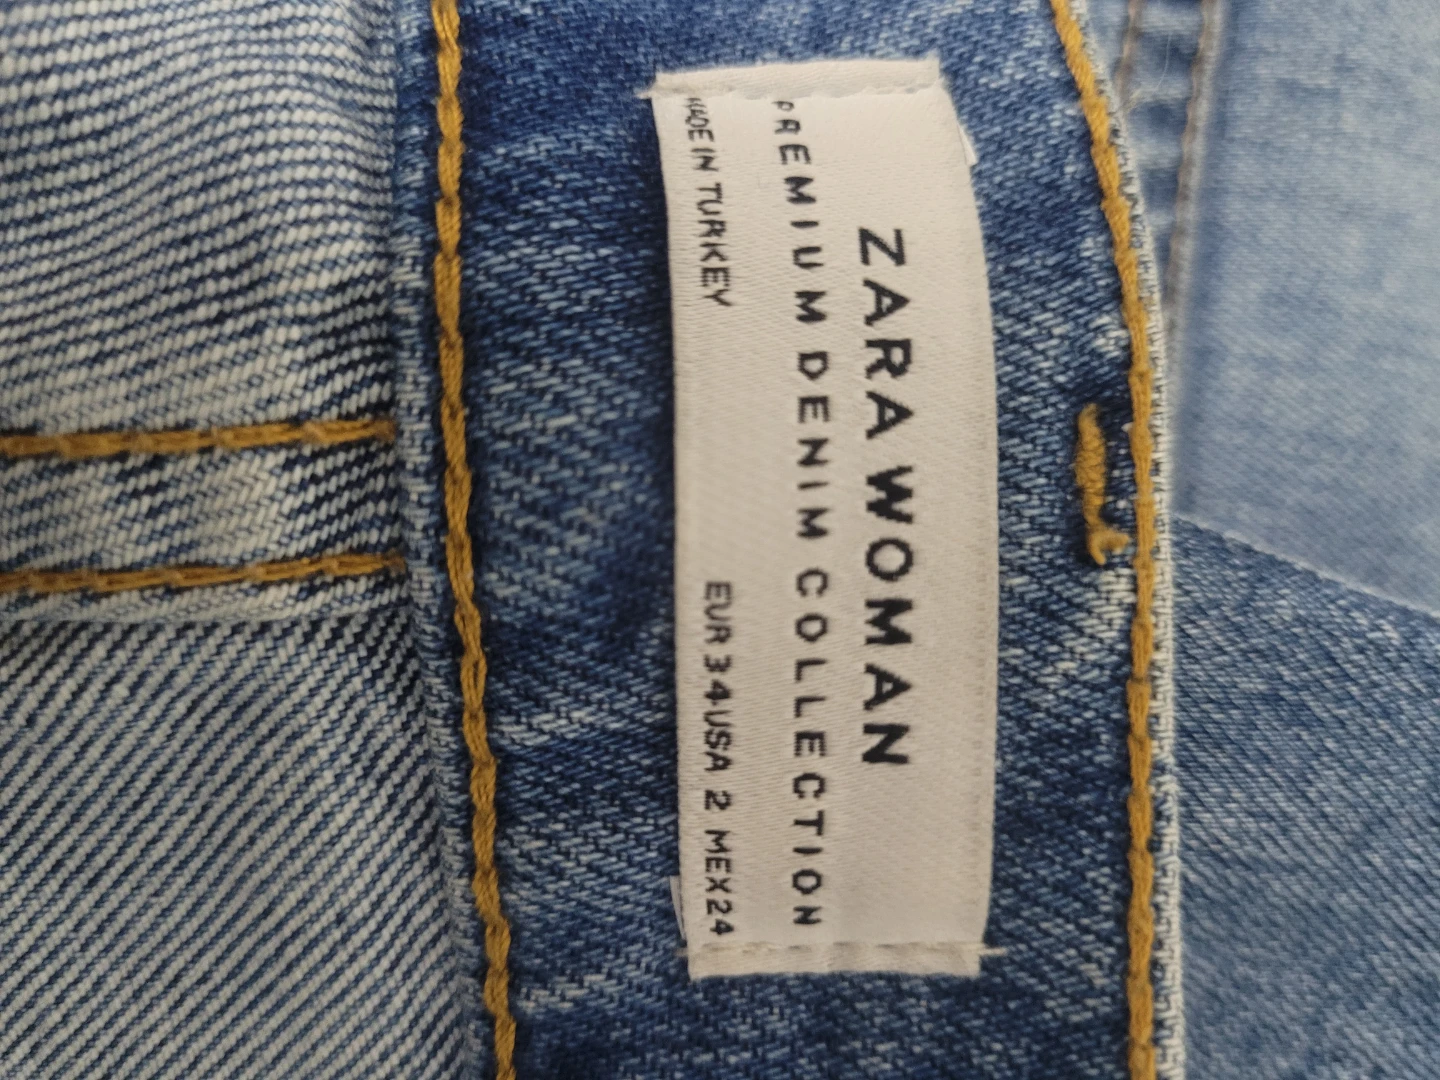 ZARA WOMAN
PREMIUM DENIM COLLECTION
MADE IN TURKEY EUR 34 USA 2 MEX 24